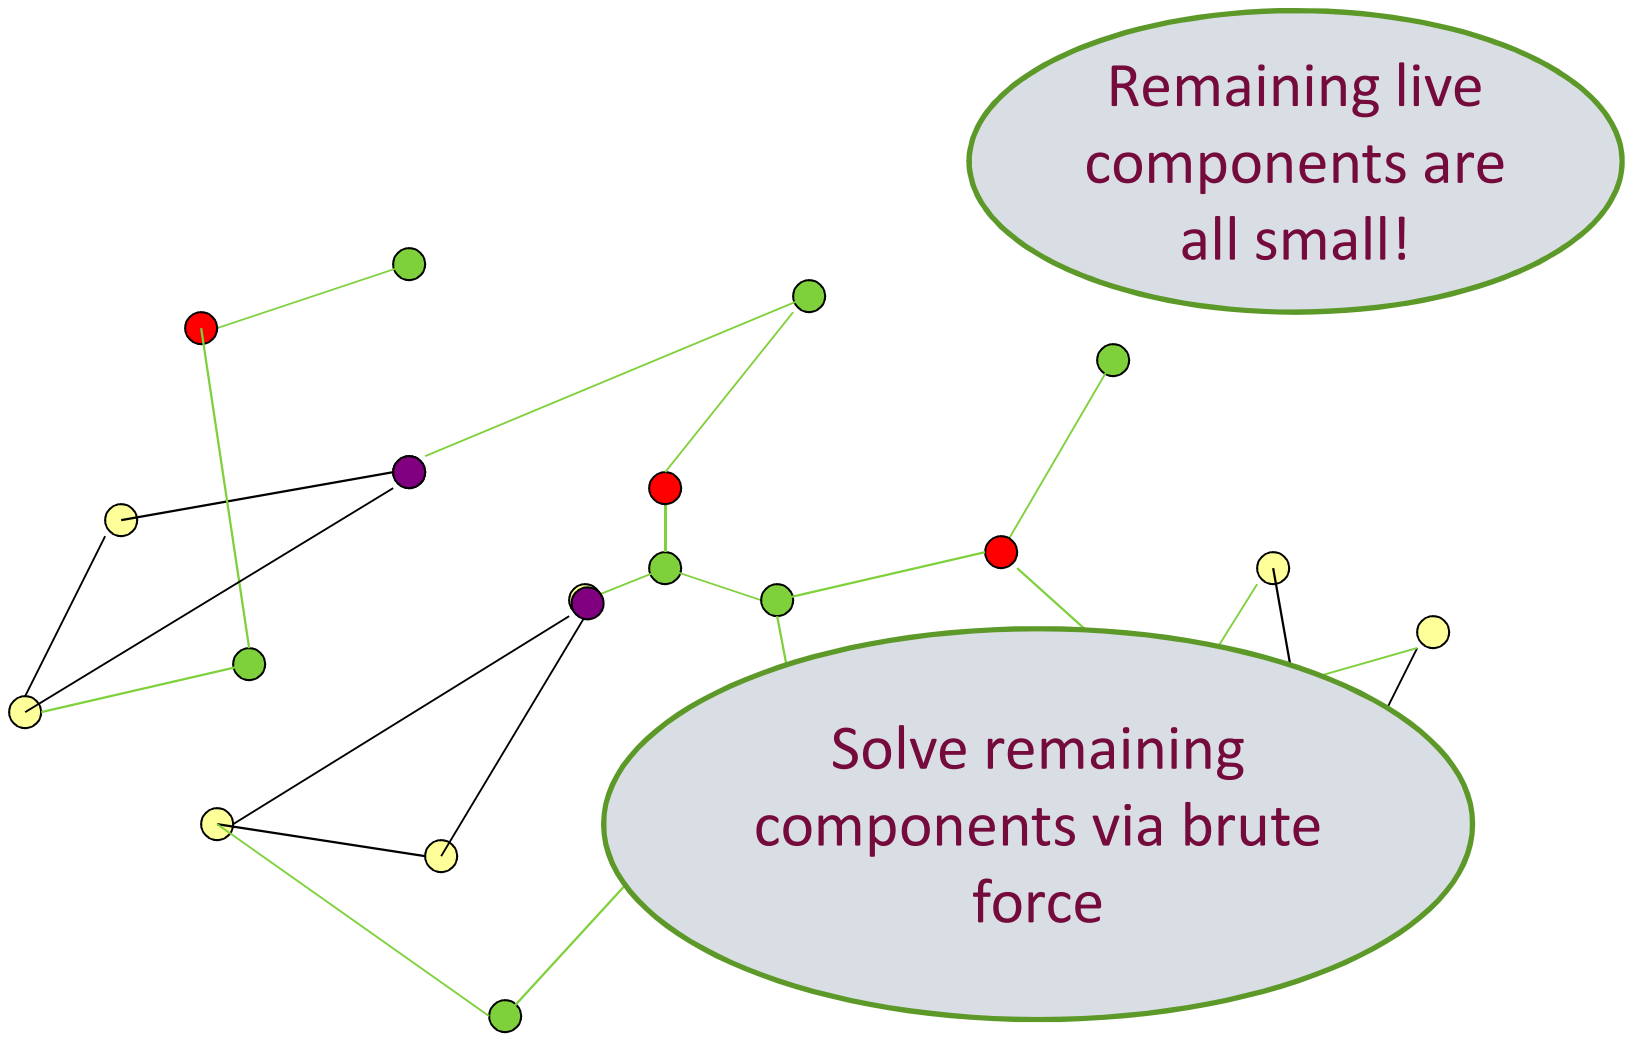 Remaining live
components are
all small!
Solve remaining
components via brute
force